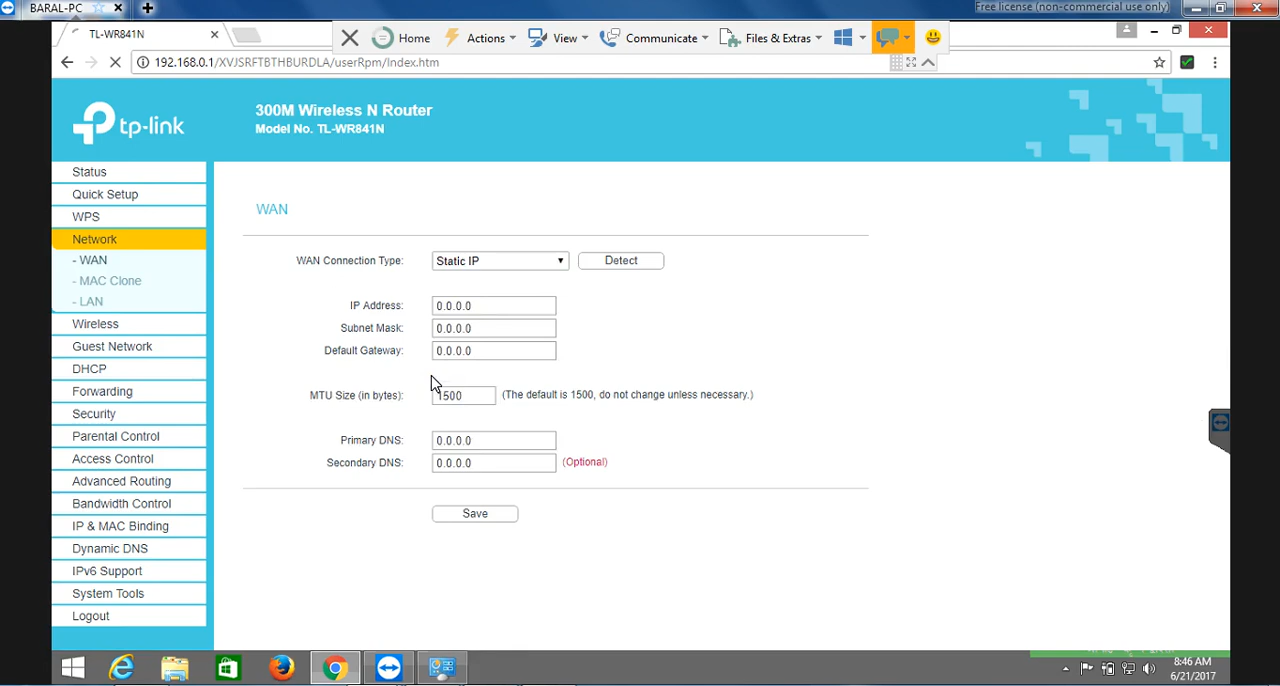 BARAL-PC
Free license (non-commercial use only)
TL-WR841N
Home
Actions
View
Communicate
Files & Extras
192.168.0.1/XVJSRFTBTHBURDLA/userRpm/Index.htm
tp-link
300M Wireless N Router
Model No. TL-WR841N
Status
Quick Setup
WPS
Network
- WAN
- MAC Clone
- LAN
Wireless
Guest Network
DHCP
Forwarding
Security
Parental Control
Access Control
Advanced Routing
Bandwidth Control
IP & MAC Binding
Dynamic DNS
IPv6 Support
System Tools
Logout
WAN
WAN Connection Type: Static IP Detect
IP Address: 0.0.0.0
Subnet Mask: 0.0.0.0
Default Gateway: 0.0.0.0
MTU Size (in bytes): 1500 (The default is 1500, do not change unless necessary.)
Primary DNS: 0.0.0.0
Secondary DNS: 0.0.0.0 (Optional)
Save
8:46 AM
6/21/2017